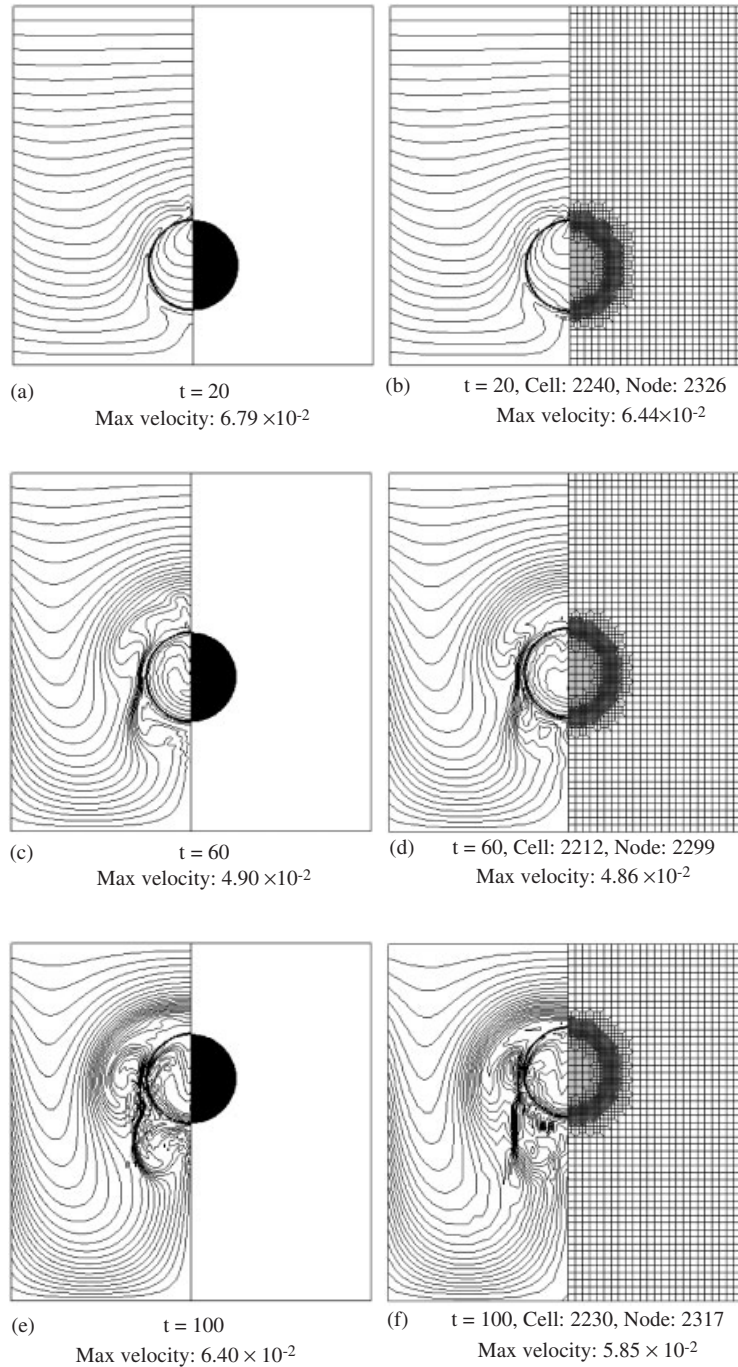 (a) t = 20
Max velocity: 6.79 ×10-2
(b) t = 20, Cell: 2240, Node: 2326
Max velocity: 6.44×10-2
(c) t = 60
Max velocity: 4.90 ×10-2
(d) t = 60, Cell: 2212, Node: 2299
Max velocity: 4.86 ×10-2
(e) t = 100
Max velocity: 6.40 ×10-2
(f) t = 100, Cell: 2230, Node: 2317
Max velocity: 5.85 × 10-2